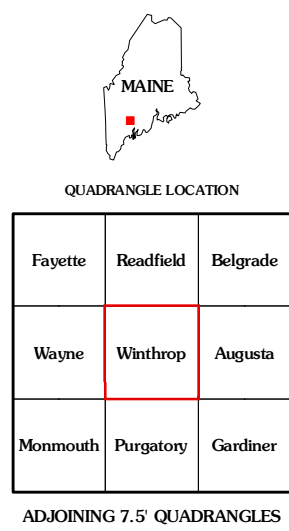 MAINE
QUADRANGLE LOCATION
Fayette Readfield Belgrade
Wayne Winthrop Augusta
Monmouth Purgatory Gardiner
ADJOINING 7.5' QUADRANGLES